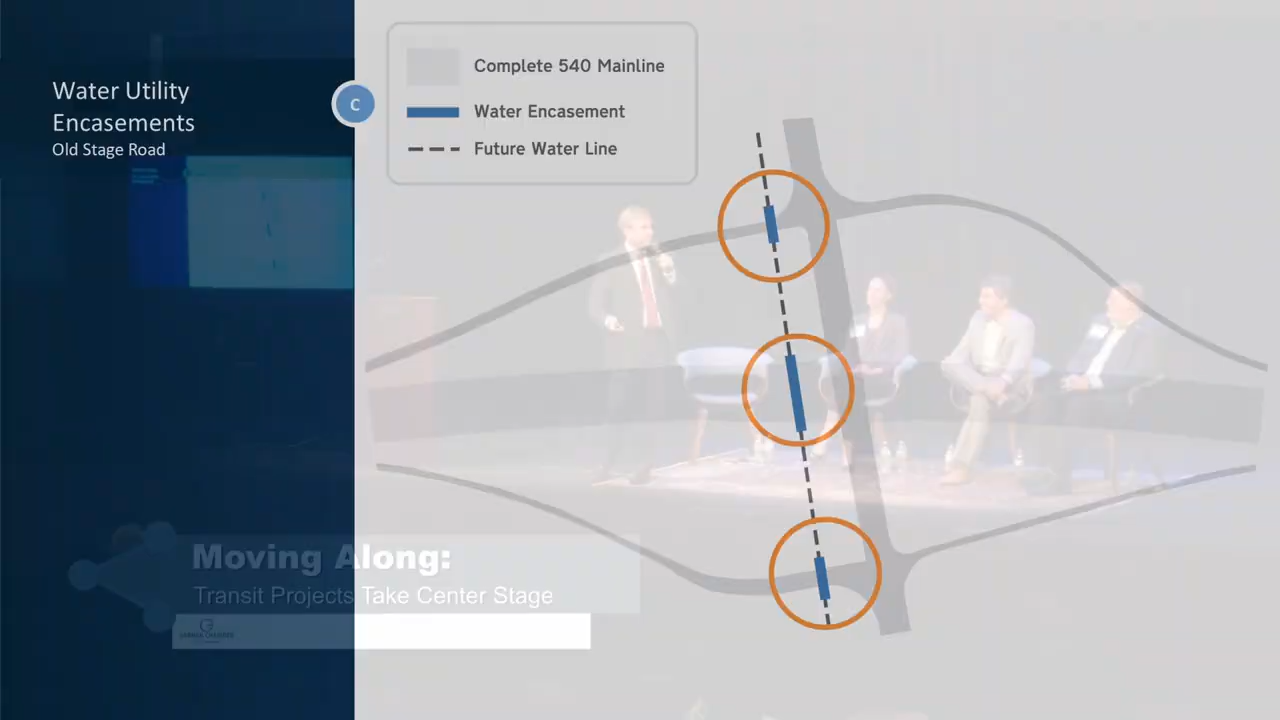 Water Utility
Encasements
Old Stage Road
C
Complete 540 Mainline
Water Encasement
Future Water Line
Moving Along:
Transit Projects Take Center Stage